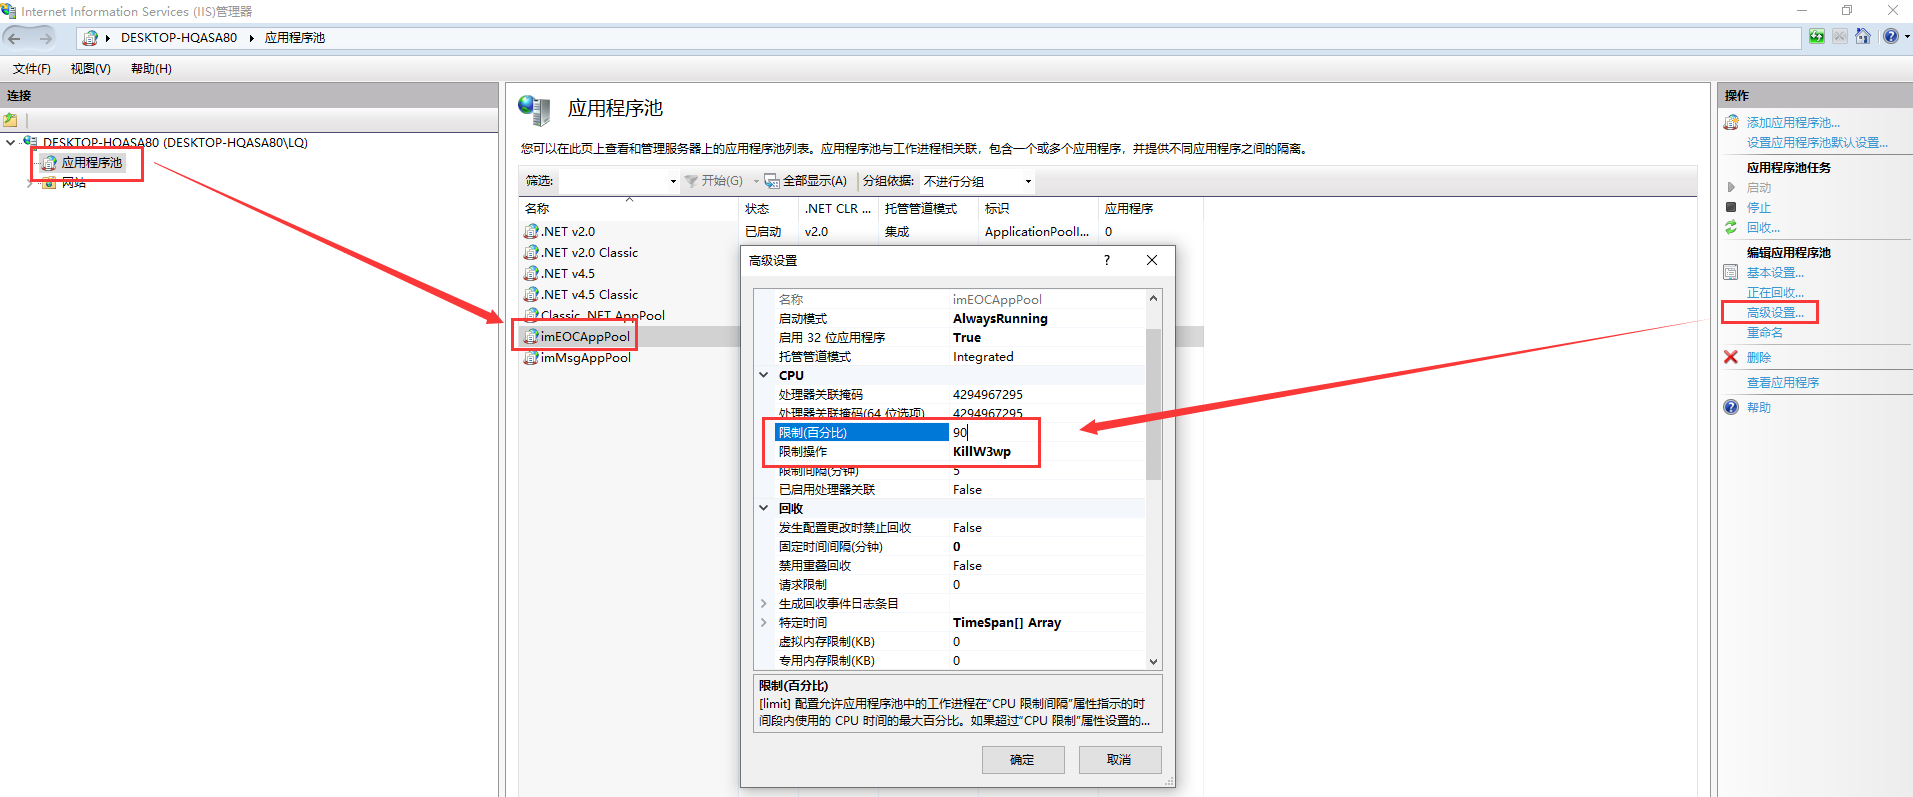 Internet Information Services (IIS)管理器
DESKTOP-HQASA80 应用程序池
文件(F) 视图(V) 帮助(H)
连接
DESKTOP-HQASA80 (DESKTOP-HQASA80\LQ)
应用程序池
网站
应用程序池
您可以在此页上查看和管理服务器上的应用程序池列表。应用程序池与工作进程相关联，包含一个或多个应用程序，并提供不同应用程序之间的隔离。
筛选: 开始(G) 全部显示(A) 分组依据: 不进行分组
名称 状态 .NET CLR ... 托管管道模式 标识 应用程序
.NET v2.0 已启动 v2.0 集成 ApplicationPoolI... 0
.NET v2.0 Classic
.NET v4.5
.NET v4.5 Classic
Classic .NET AppPool
imEOCAppPool
imMsgAppPool
高级设置 ?
名称 imEOCAppPool
启动模式 AlwaysRunning
启用 32 位应用程序 True
托管管道模式 Integrated
CPU
处理器关联掩码 4294967295
处理器关联掩码(64 位选项) 4294967295
限制(百分比) 90
限制操作 KillW3wp
限制间隔(分钟) 5
已启用处理器关联 False
回收
发生配置更改时禁止回收 False
固定时间间隔(分钟) 0
禁用重叠回收 False
请求限制 0
生成回收事件日志条目
特定时间 TimeSpan[] Array
虚拟内存限制(KB) 0
专用内存限制(KB) 0
限制(百分比)
[limit] 配置允许应用程序池中的工作进程在“CPU 限制间隔”属性指示的时
间段内使用的 CPU 时间的最大百分比。如果超过“CPU 限制”属性设置的...
确定 取消
操作
添加应用程序池...
设置应用程序池默认设置...
应用程序池任务
启动
停止
回收...
编辑应用程序池
基本设置...
正在回收...
高级设置...
重命名
删除
查看应用程序
帮助